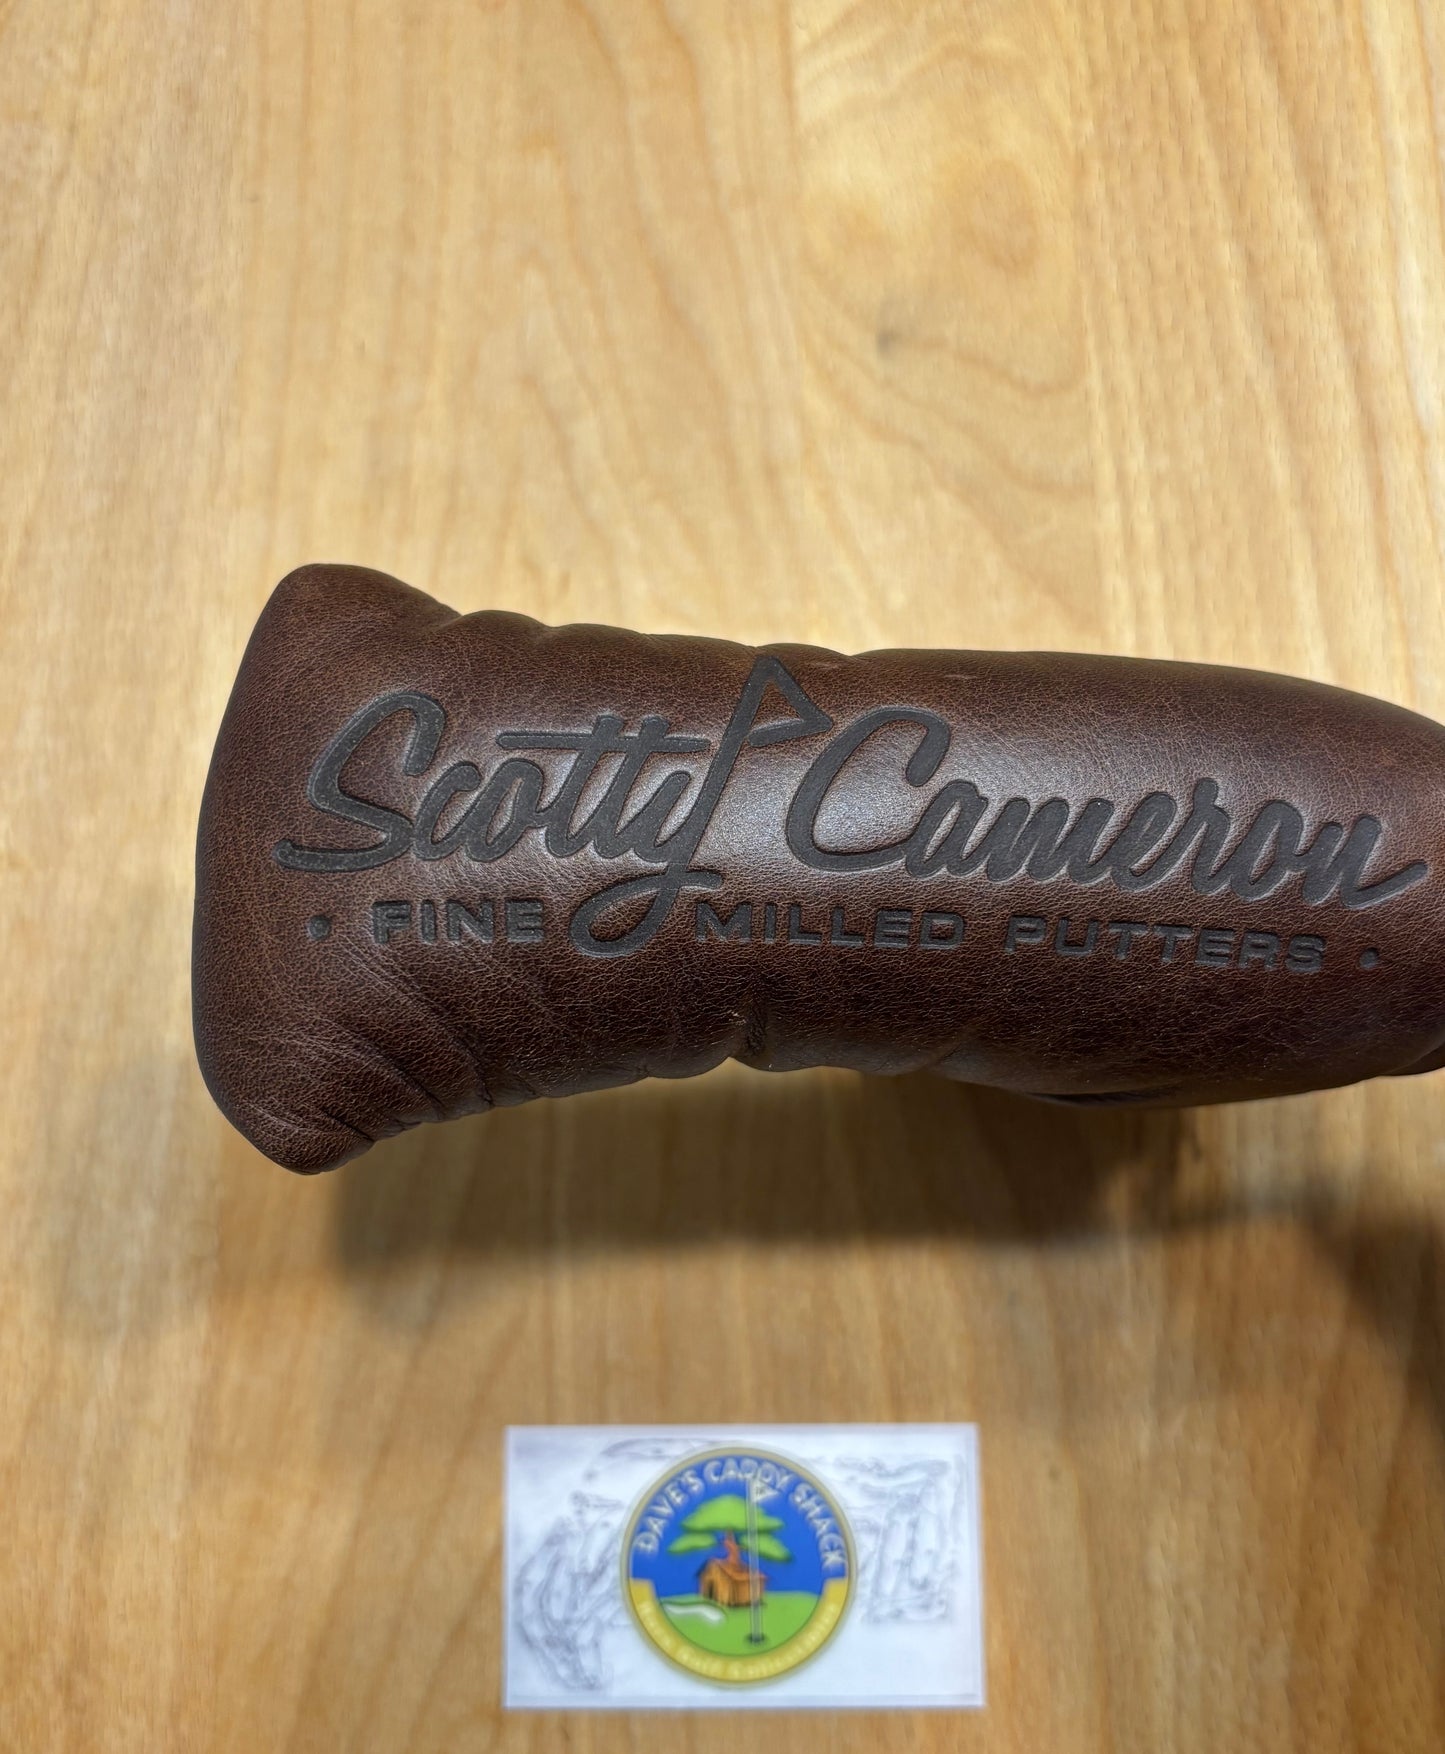 Scotty Cameron
• FINE MILLED PUTTERS •
DAVE'S CADDY SHACK